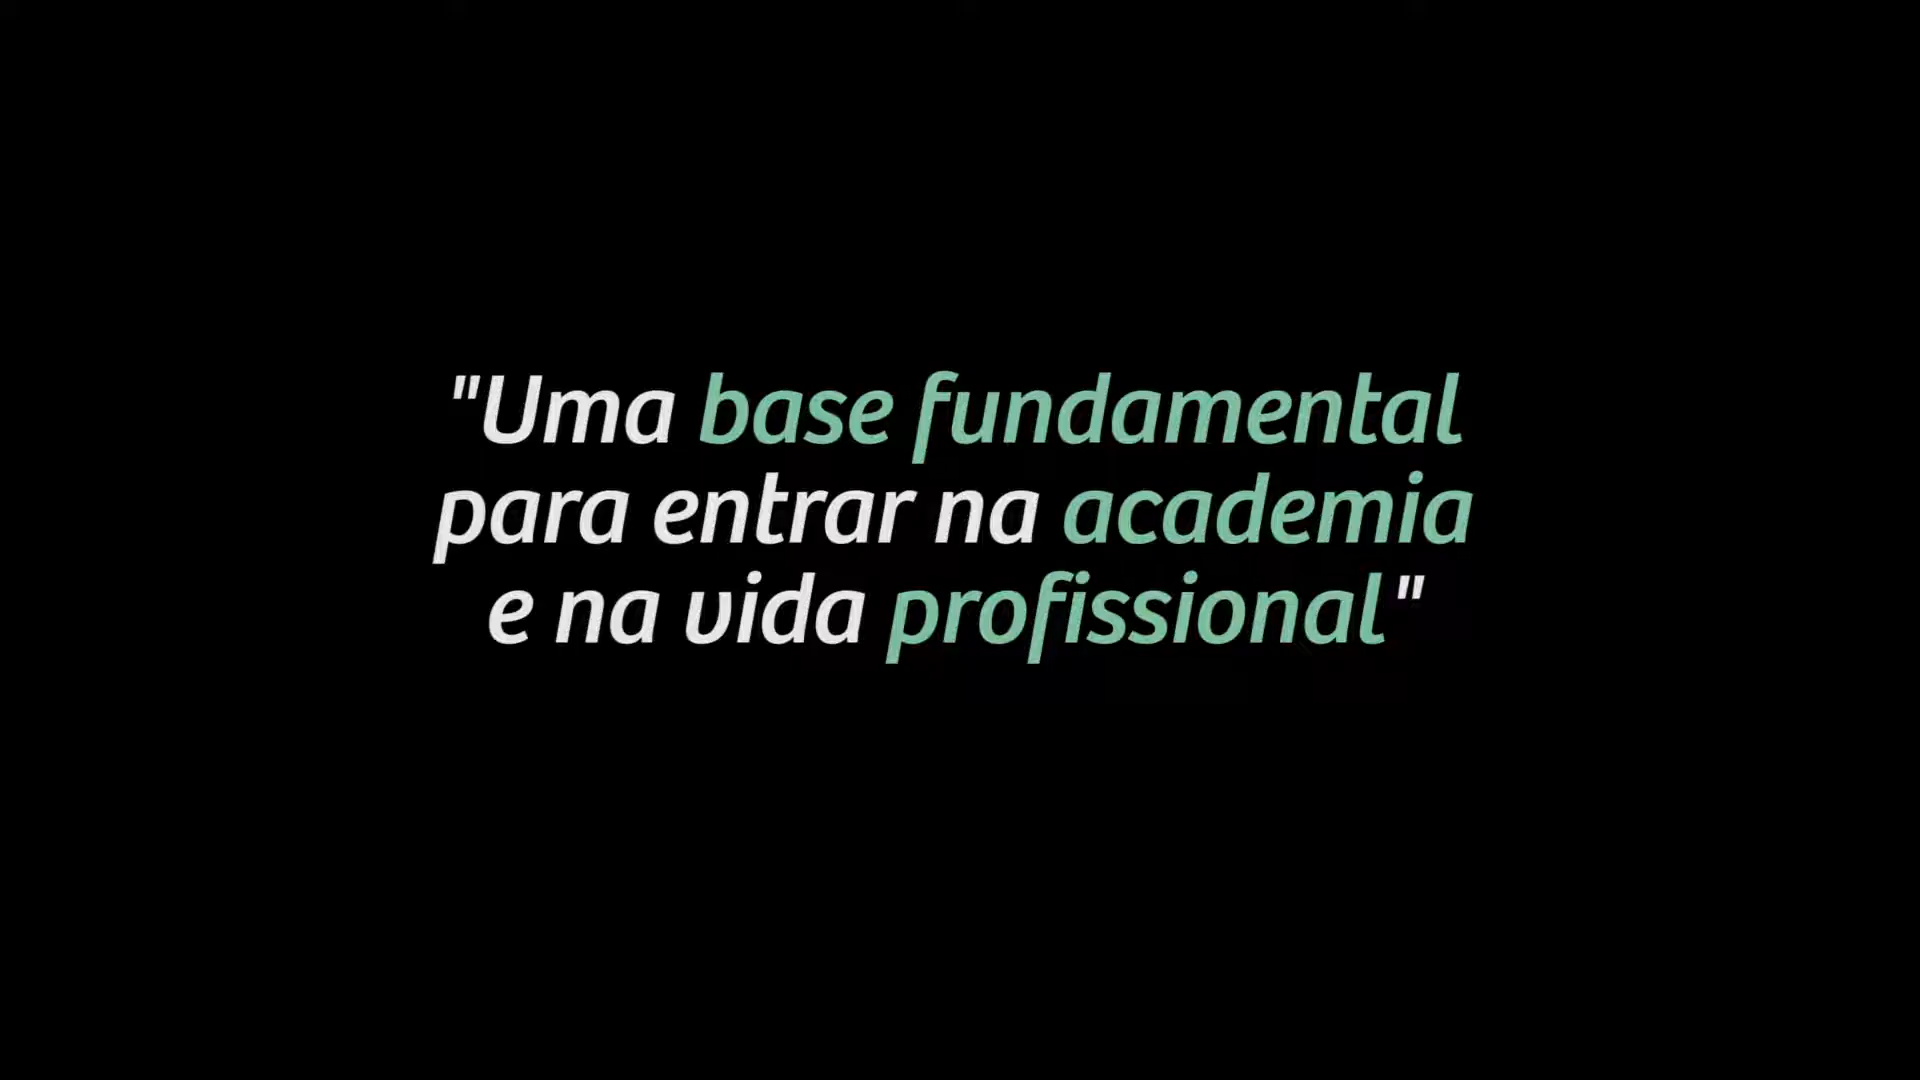 "Uma base fundamental
para entrar na academia
e na vida profissional"